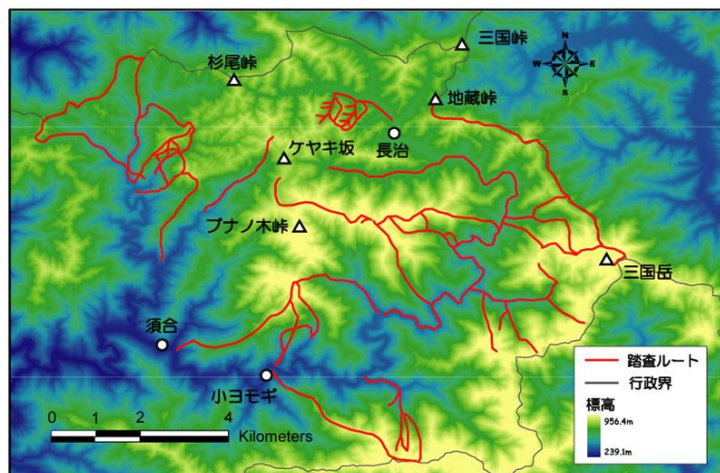 三国峠
杉尾峠
N
W E
S
地蔵峠
ケヤキ坂
長治
ブナノ木峠
三国岳
須合
小ヨモギ
踏査ルート
行政界
標高
956.4m
239.1m
0 1 2 4
Kilometers